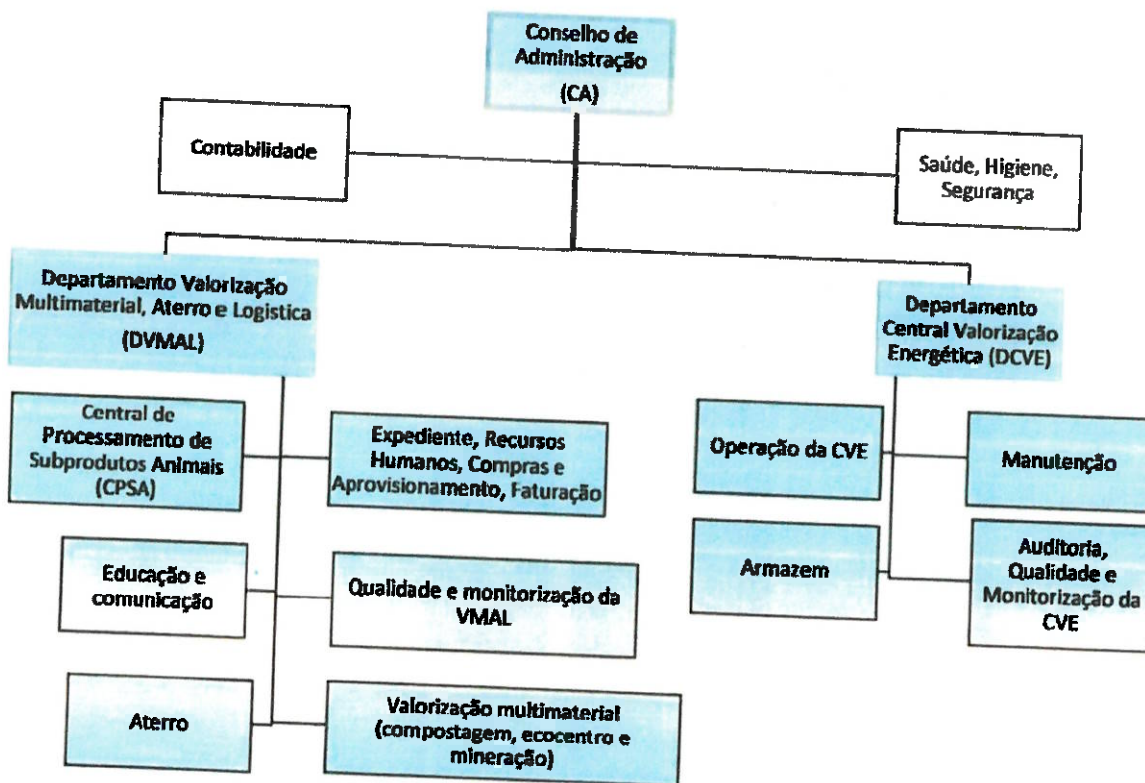 Conselho de
Administração
(CA)
Contabilidade
Saúde, Higiene,
Segurança
Departamento Valorização
Multimaterial, Aterro e Logistica
(DVMAL)
Departamento
Central Valorização
Energética (DCVE)
Central de
Processamento de
Subprodutos Animais
(CPSA)
Expediente, Recursos
Humanos, Compras e
Aprovisionamento, Faturação
Operação da CVE
Manutenção
Educação e
comunicação
Qualidade e monitorização da
VMAL
Armazem
Auditoria,
Qualidade e
Monitorização da
CVE
Aterro
Valorização multimaterial
(compostagem, ecocentro e
mineração)